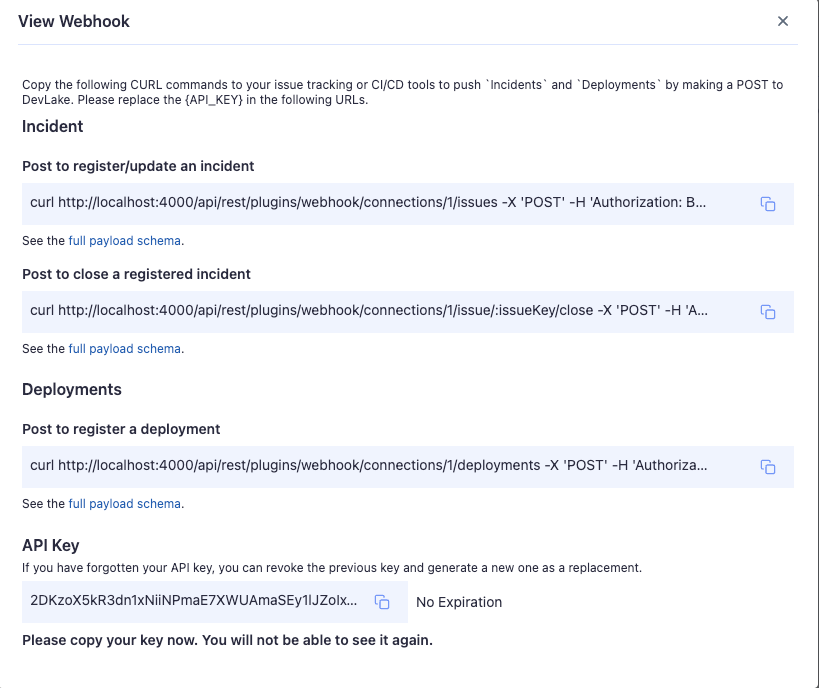 View Webhook
Copy the following CURL commands to your issue tracking or CI/CD tools to push `Incidents` and `Deployments` by making a POST to
DevLake. Please replace the {API_KEY} in the following URLs.
Incident
Post to register/update an incident
curl http://localhost:4000/api/rest/plugins/webhook/connections/1/issues -X 'POST' -H 'Authorization: B...
See the full payload schema.
Post to close a registered incident
curl http://localhost:4000/api/rest/plugins/webhook/connections/1/issue/:issueKey/close -X 'POST' -H 'A...
See the full payload schema.
Deployments
Post to register a deployment
curl http://localhost:4000/api/rest/plugins/webhook/connections/1/deployments -X 'POST' -H 'Authoriza...
See the full payload schema.
API Key
If you have forgotten your API key, you can revoke the previous key and generate a new one as a replacement.
2DKzoX5kR3dn1xNiiNPmaE7XWUAmaSEy1IJZoIx... No Expiration
Please copy your key now. You will not be able to see it again.